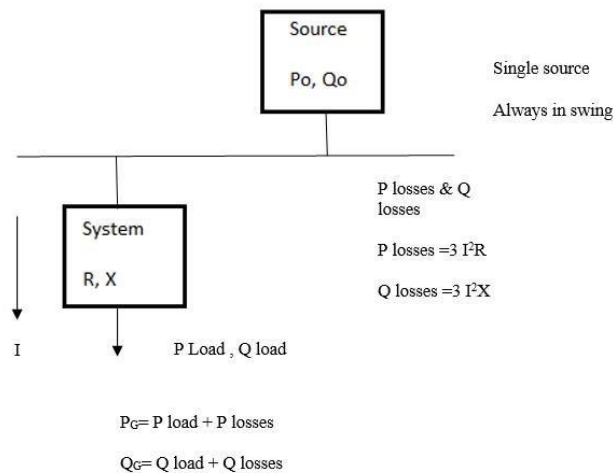 Source
Po, Qo
Single source
Always in swing
P losses & Q
losses
P losses =3 I²R
Q losses =3 I²X
System
R, X
I
P Load , Q load
PG= P load + P losses
QG= Q load + Q losses